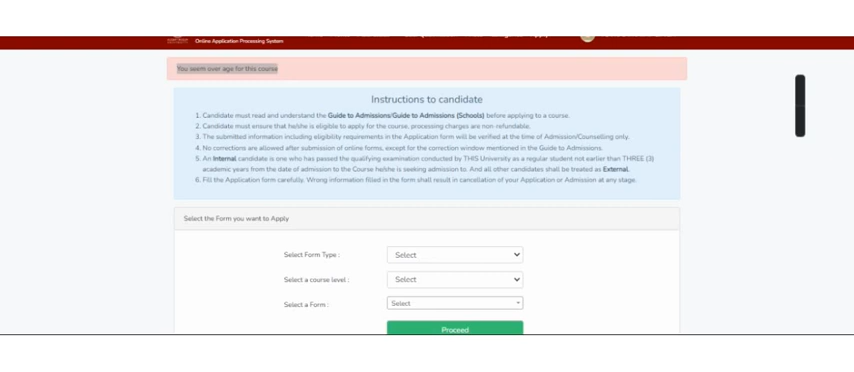 Online Application Processing System
You seem over age for this course
Instructions to candidate
1. Candidate must read and understand the Guide to Admissions/Guide to Admissions (Schools) before applying to a course.
2. Candidate must ensure that he/she is eligible to apply for the course, processing charges are non-refundable.
3. The submitted information including eligibility requirements in the Application form will be verified at the time of Admission/Counselling only.
4. No corrections are allowed after submission of online forms, except for the correction window mentioned in the Guide to Admissions.
5. An Internal candidate is one who has passed the qualifying examination conducted by THIS University as a regular student not earlier than THREE (3)
academic years from the date of admission to the Course he/she is seeking admission to. And all other candidates shall be treated as External.
6. Fill the Application form carefully. Wrong information filled in the form shall result in cancellation of your Application or Admission at any stage.
Select the Form you want to Apply
Select Form Type :
Select
Select a course level :
Select
Select a Form :
Select
Proceed